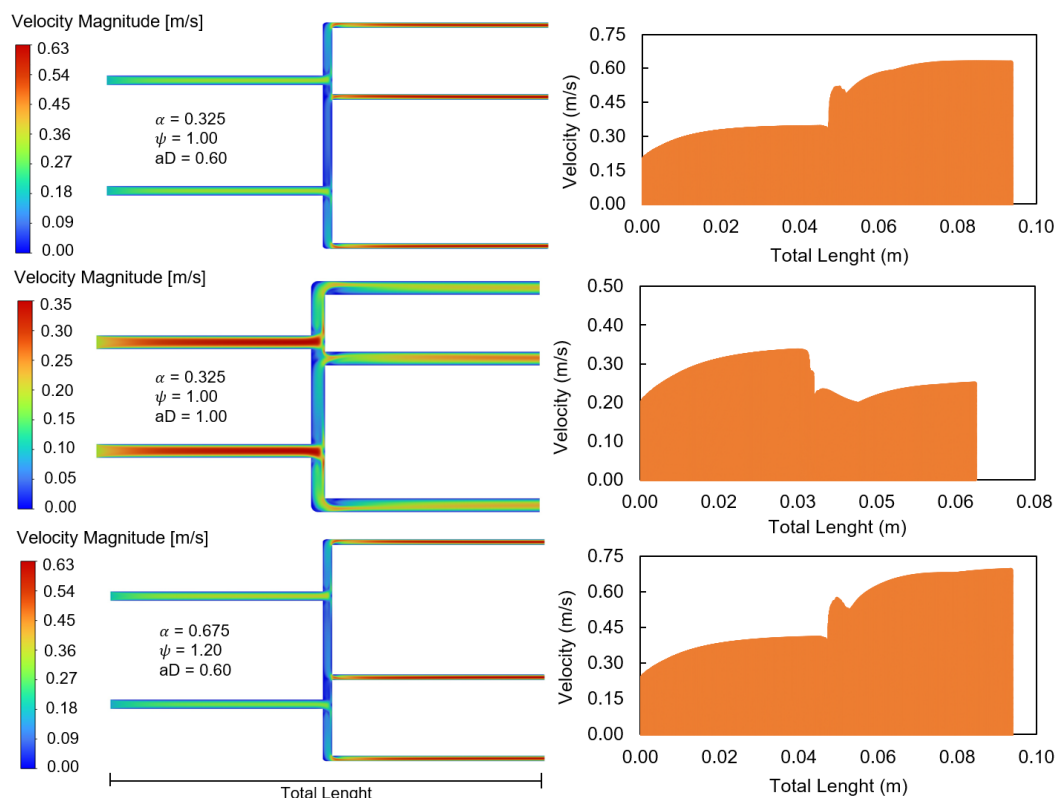 Velocity Magnitude [m/s]
0.63
0.54
0.45
0.36
0.27
0.18
0.09
0.00
α = 0.325
ψ = 1.00
aD = 0.60
Velocity (m/s)
0.75
0.60
0.45
0.30
0.15
0.00
0.00 0.02 0.04 0.06 0.08 0.10
Total Lenght (m)
Velocity Magnitude [m/s]
0.35
0.30
0.25
0.20
0.15
0.10
0.05
0.00
α = 0.325
ψ = 1.00
aD = 1.00
Velocity (m/s)
0.50
0.40
0.30
0.20
0.10
0.00
0.00 0.02 0.03 0.05 0.06 0.08
Total Lenght (m)
Velocity Magnitude [m/s]
0.63
0.54
0.45
0.36
0.27
0.18
0.09
0.00
α = 0.675
ψ = 1.20
aD = 0.60
Total Lenght
Velocity (m/s)
0.75
0.60
0.45
0.30
0.15
0.00
0.00 0.02 0.04 0.06 0.08 0.10
Total Lenght (m)